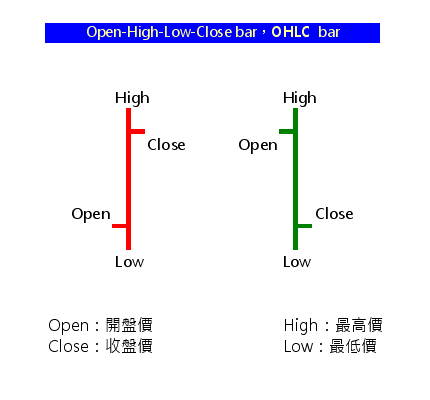 Open-High-Low-Close bar，OHLC bar
High High
Close Open
Open Close
Low Low
Open：開盤價 High：最高價
Close：收盤價 Low：最低價